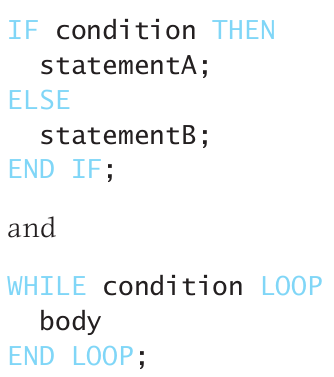 IF condition THEN
  statementA;
ELSE
  statementB;
END IF;
and
WHILE condition LOOP
  body
END LOOP;